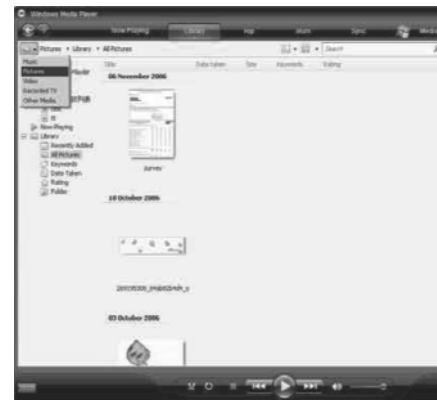 Windows Media Player
Now Playing Library Rip Burn Sync Media
Pictures Library All Pictures Search
Music
Pictures
Video
Recorded TV
Other Media
Title Date Taken Size Keywords Rating
06 November 2006
Now Playing
Library
Recently Added
All Pictures
Keywords
Date Taken
Rating
Folder
survey
10 October 2006
03 October 2006